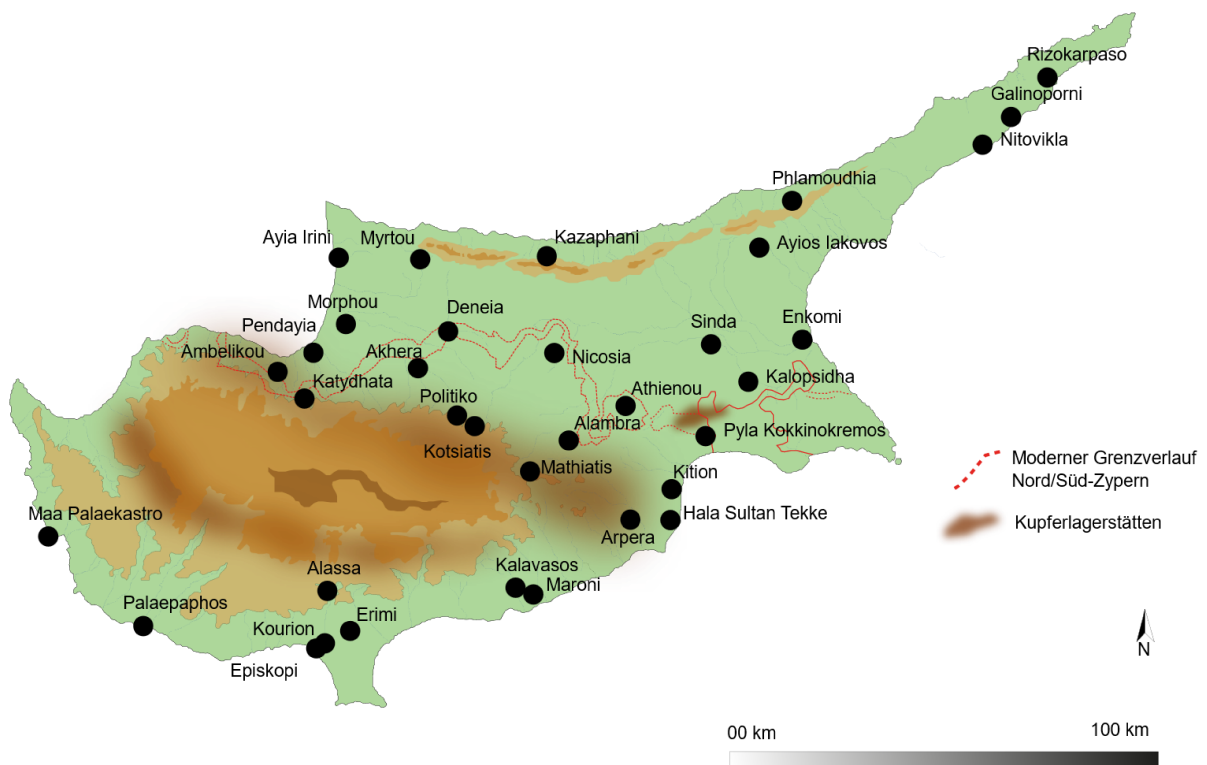 Rizokarpaso
Galinoporni
Nitovikla
Phlamoudhia
Ayia Irini
Myrtou
Kazaphani
Ayios Iakovos
Morphou
Deneia
Pendayia
Sinda
Enkomi
Ambelikou
Akhera
Nicosia
Katydhata
Kalopsidha
Politiko
Athienou
Alambra
Pyla Kokkinokremos
Kotsiatis
Mathiatis
Moderner Grenzverlauf
Nord/Süd-Zypern
Kition
Maa Palaekastro
Hala Sultan Tekke
Kupferlagerstätten
Arpera
Alassa
Kalavasos
Maroni
Palaepaphos
Erimi
Kourion
Episkopi
N
00 km
100 km